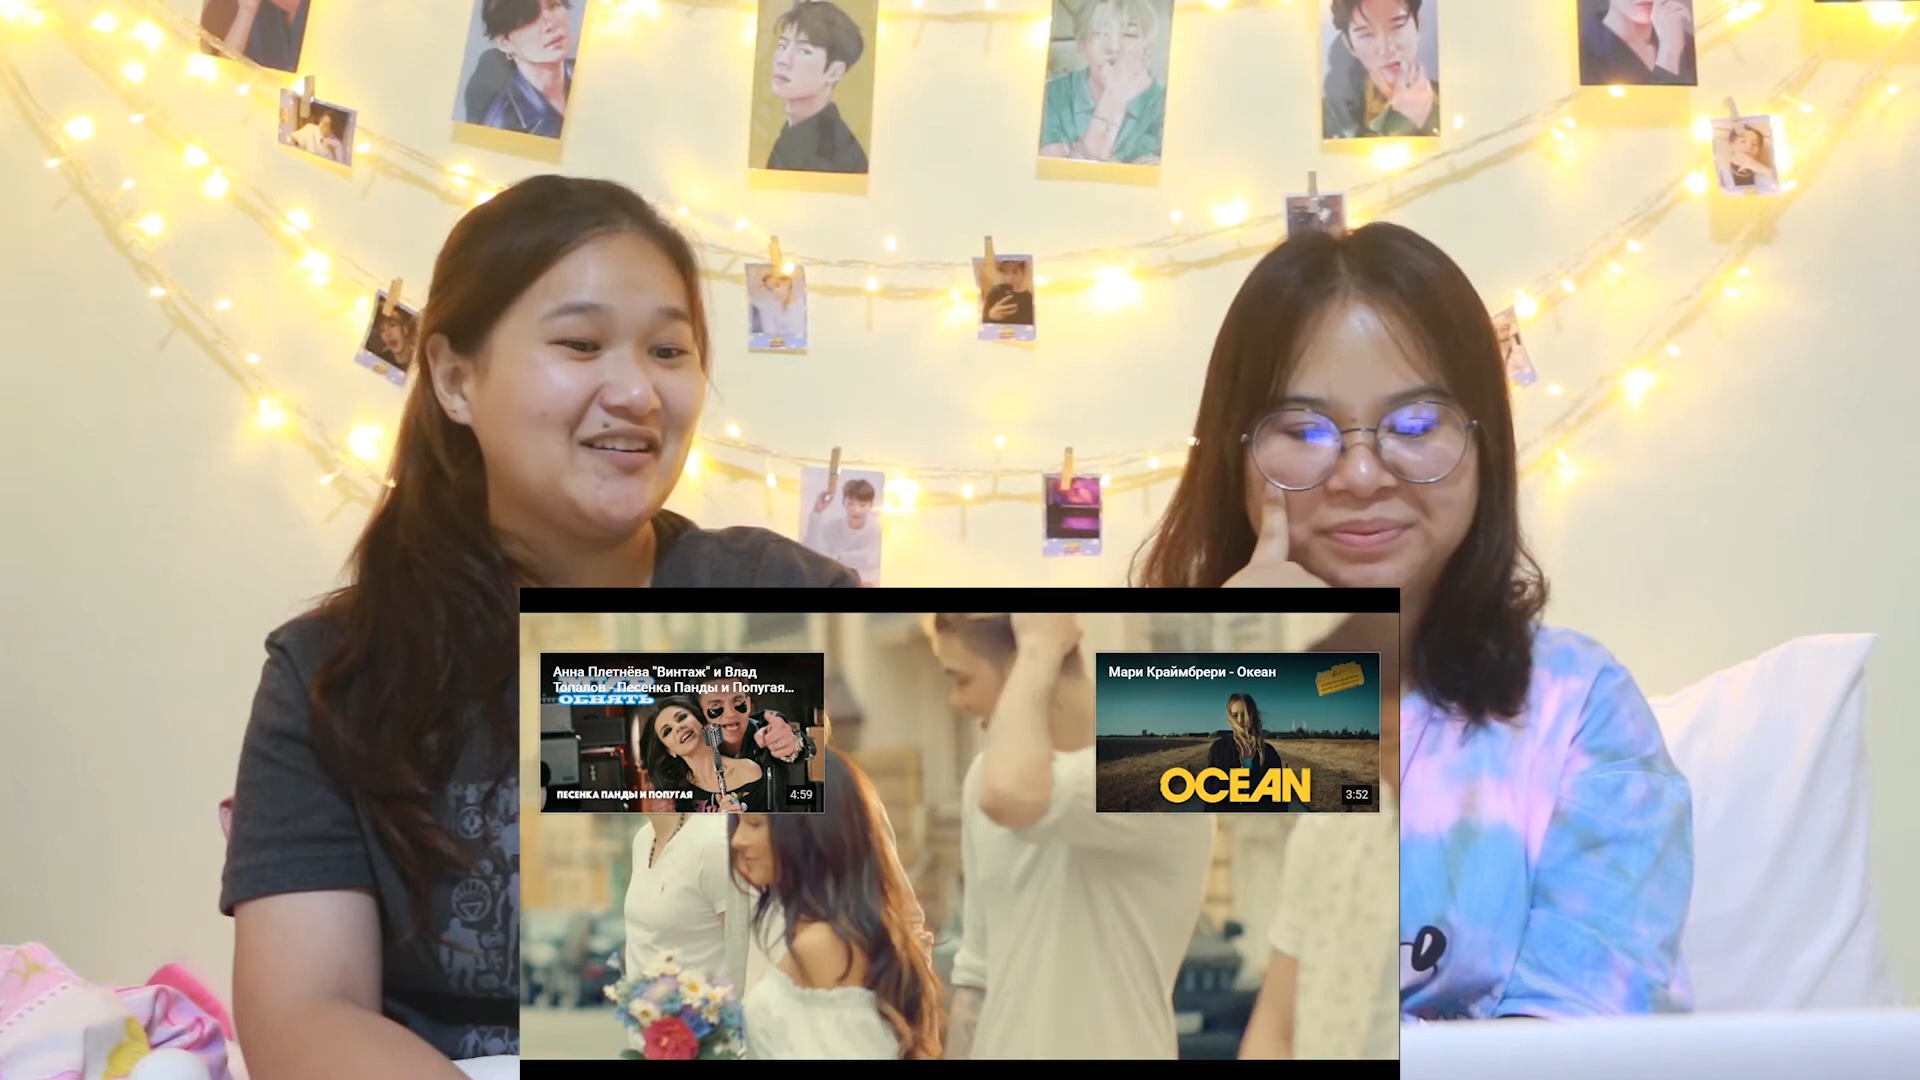 Анна Плетнёва "Винтаж" и Влад
Топалов - Песенка Панды и Попугая...
ОБНЯТЬ
ПЕСЕНКА ПАНДЫ И ПОПУГАЯ
4:59
Мари Краймбрери - Океан
OCEAN
3:52